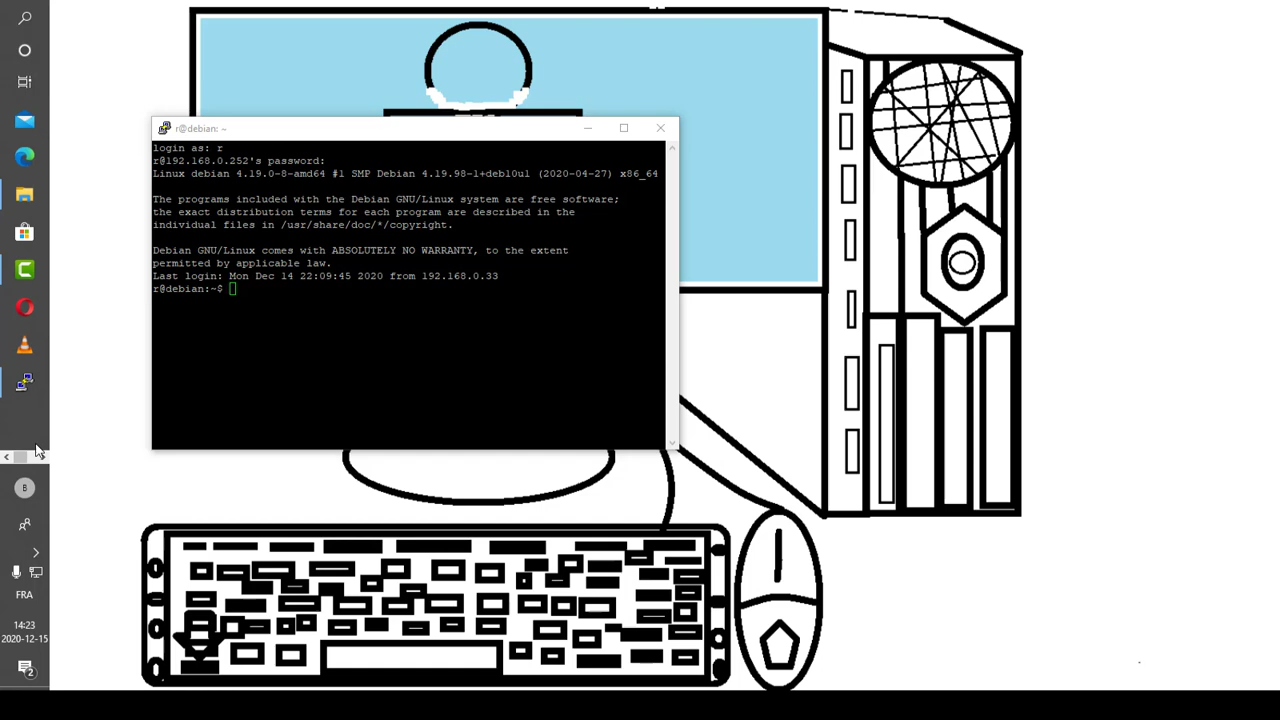 r@debian: ~
login as: r
r@192.168.0.252's password:
Linux debian 4.19.0-8-amd64 #1 SMP Debian 4.19.98-1+deb10u1 (2020-04-27) x86_64
The programs included with the Debian GNU/Linux system are free software;
the exact distribution terms for each program are described in the
individual files in /usr/share/doc/*/copyright.
Debian GNU/Linux comes with ABSOLUTELY NO WARRANTY, to the extent
permitted by applicable law.
Last login: Mon Dec 14 22:09:45 2020 from 192.168.0.33
r@debian:~$
B
FRA
14:23
2020-12-15
2